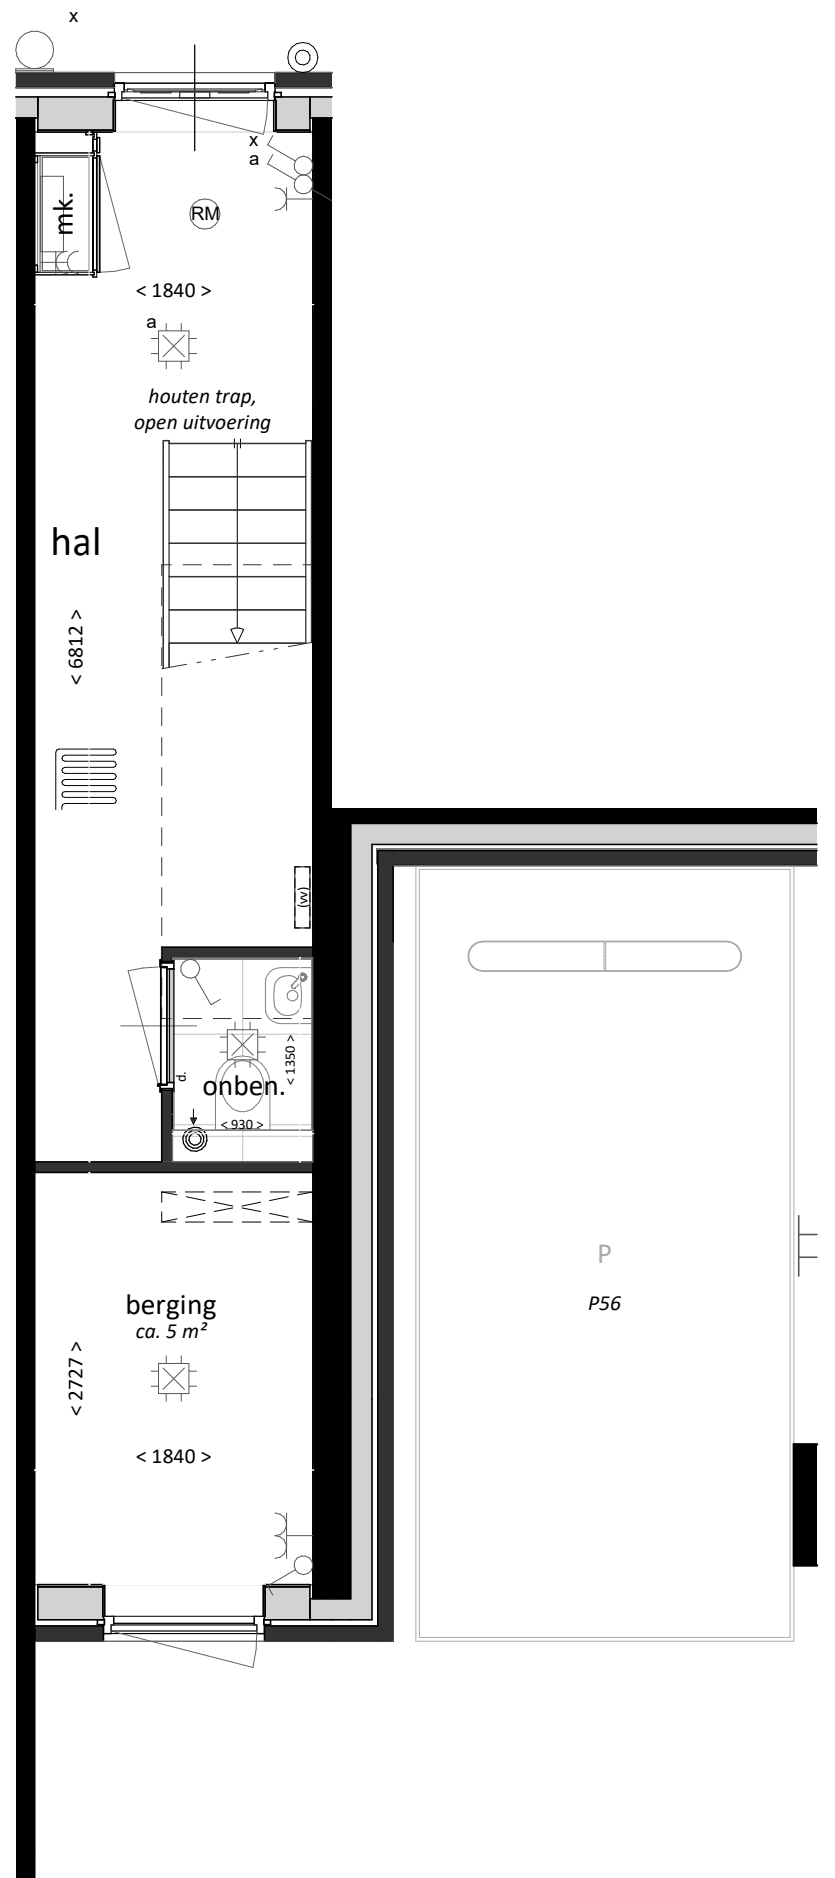 x
x
a
mk.
RM
< 1840 >
a
houten trap,
open uitvoering
hal
< 6812 >
(vv)
< 1350 >
d.
onben.
< 930 >
berging
ca. 5 m²
P
P56
< 2727 >
< 1840 >